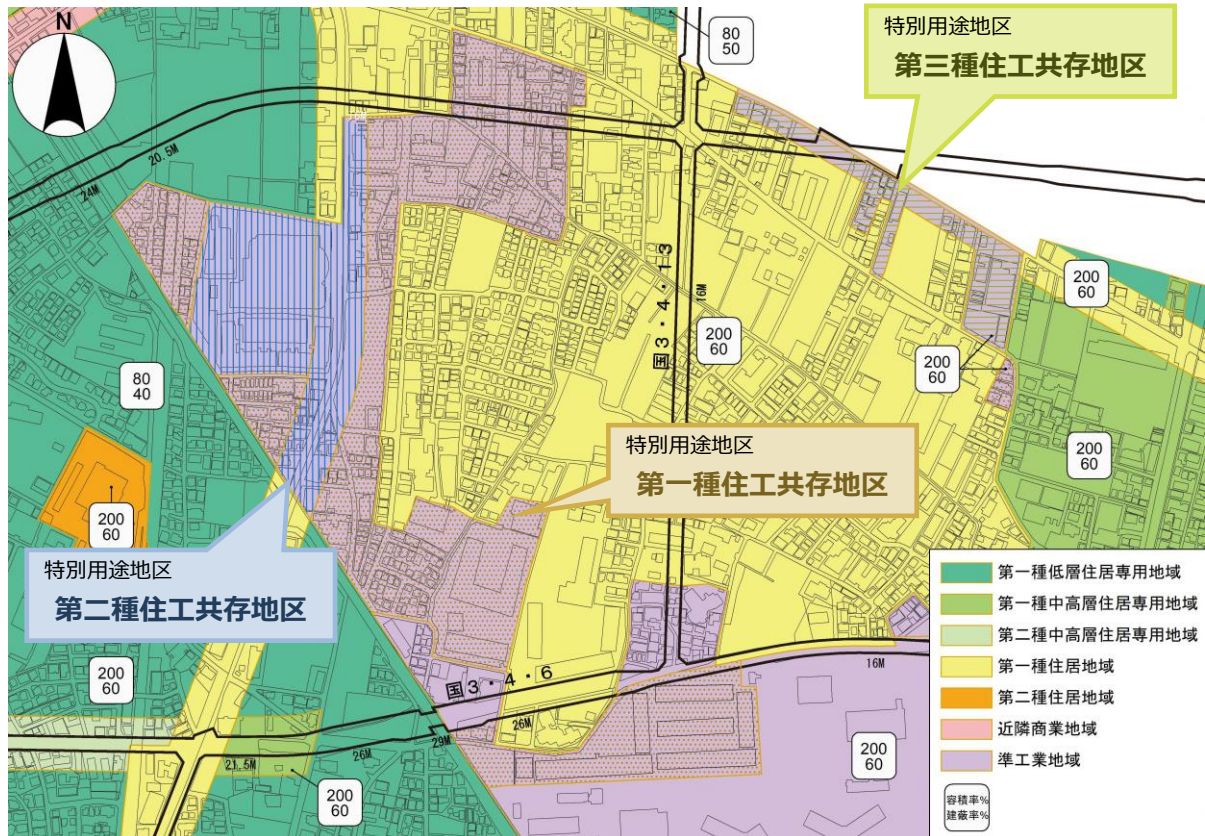 N
80
50
特別用途地区
第三種住工共存地区
20.5M
24M
国3・4・13
16M
200
60
200
60
200
60
80
40
200
60
特別用途地区
第一種住工共存地区
200
60
特別用途地区
第二種住工共存地区
200
60
国3・4・6
26M
29M
26M
21.5M
16M
200
60
200
60
第一種低層住居専用地域
第一種中高層住居専用地域
第二種中高層住居専用地域
第一種住居地域
第二種住居地域
近隣商業地域
準工業地域
容積率%
建蔽率%